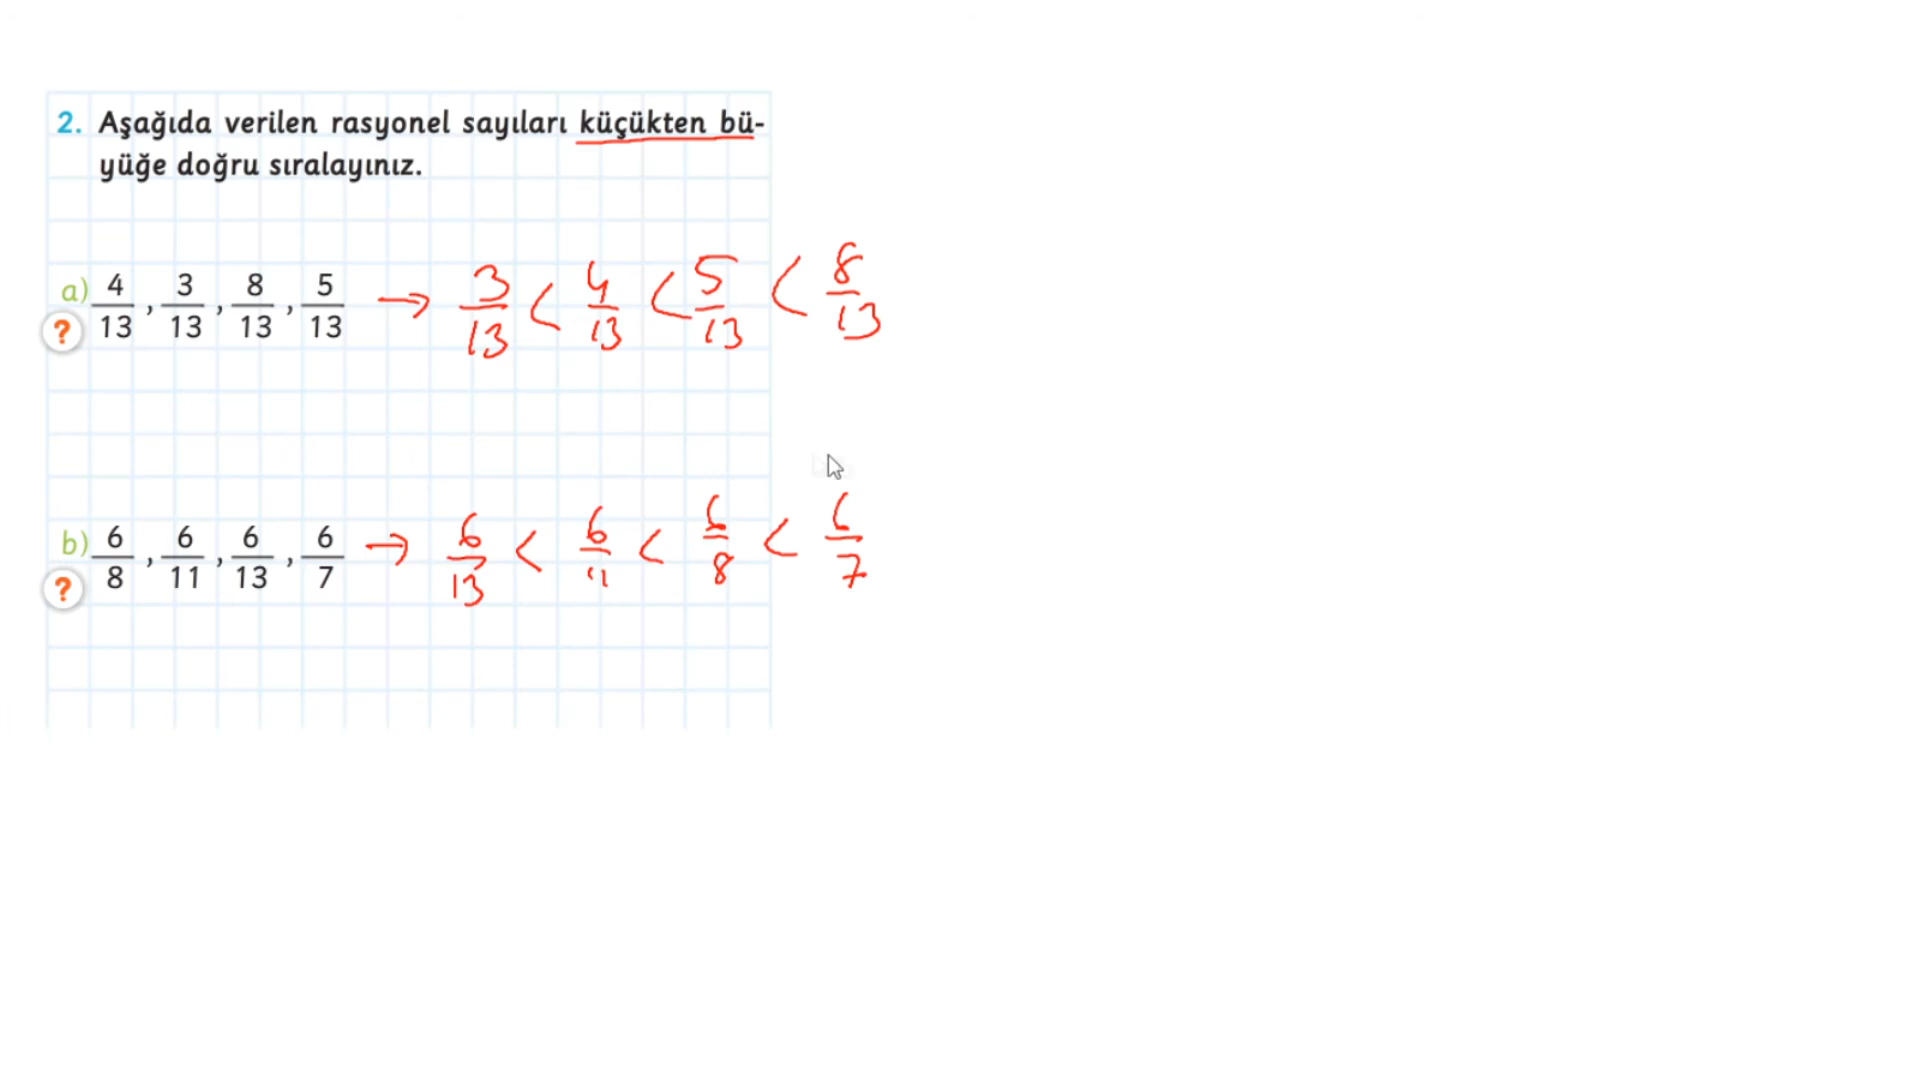 2. Aşağıda verilen rasyonel sayıları küçükten bü-
yüğe doğru sıralayınız.
a) 4/13 , 3/13 , 8/13 , 5/13 → 3/13 < 4/13 < 5/13 < 8/13
?
b) 6/8 , 6/11 , 6/13 , 6/7 → 6/13 < 6/11 < 6/8 < 6/7
?